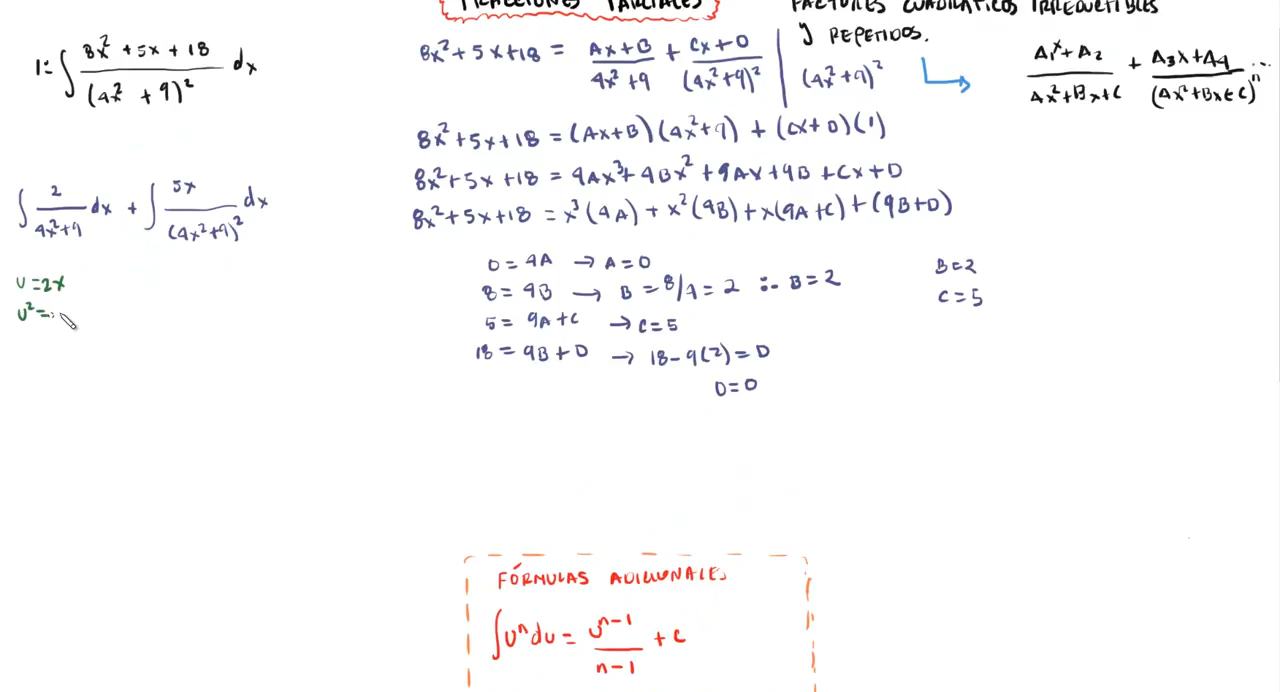 FRACCIONES PARCIALES
FACTORES CUADRATICOS IRREDUCTIBLES
Y REPETIDOS.
1= ∫ (8x² + 5x + 18)/(4x² + 9)² dx
8x² + 5x + 18 = (Ax + B)/(4x² + 9) + (Cx + D)/(4x² + 9)² | (4x² + 9)²
(A₁x + A₂)/(Ax² + Bx + C) + (A₃x + A₄)/(Ax² + Bx + C)ⁿ ...
8x² + 5x + 18 = (Ax + B)(4x² + 9) + (Cx + D)(1)
8x² + 5x + 18 = 4Ax³ + 4Bx² + 9Ax + 9B + Cx + D
8x² + 5x + 18 = x³(4A) + x²(4B) + x(9A + C) + (9B + D)
∫ 2/(4x² + 9) dx + ∫ 5x/(4x² + 9)² dx
U = 2x
U² =
0 = 4A → A = 0
8 = 4B → B = 8/4 = 2 ∴ B = 2
5 = 9A + C → C = 5
18 = 9B + D → 18 - 9(2) = D
D = 0
B = 2
C = 5
FÓRMULAS ADICIONALES
∫ Uⁿ du = Uⁿ⁻¹/(n-1) + C